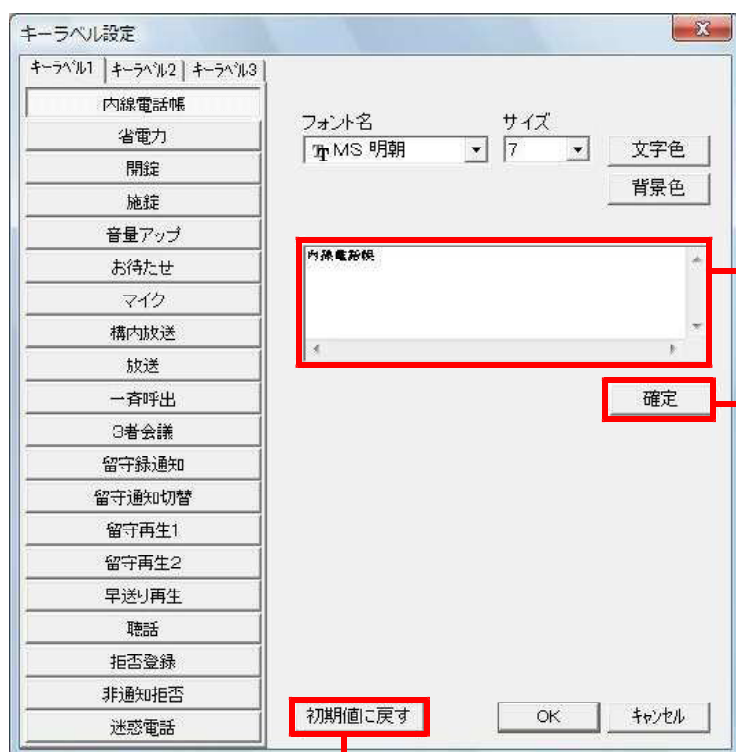 キーラベル設定
キーラベル1 キーラベル2 キーラベル3
内線電話帳
省電力
開錠
施錠
音量アップ
お待たせ
マイク
構内放送
放送
一斉呼出
3者会議
留守録通知
留守通知切替
留守再生1
留守再生2
早送り再生
聴話
拒否登録
非通知拒否
迷惑電話
フォント名 サイズ
MS 明朝 7 文字色
背景色
内線電話帳
確定
初期値に戻す OK キャンセル